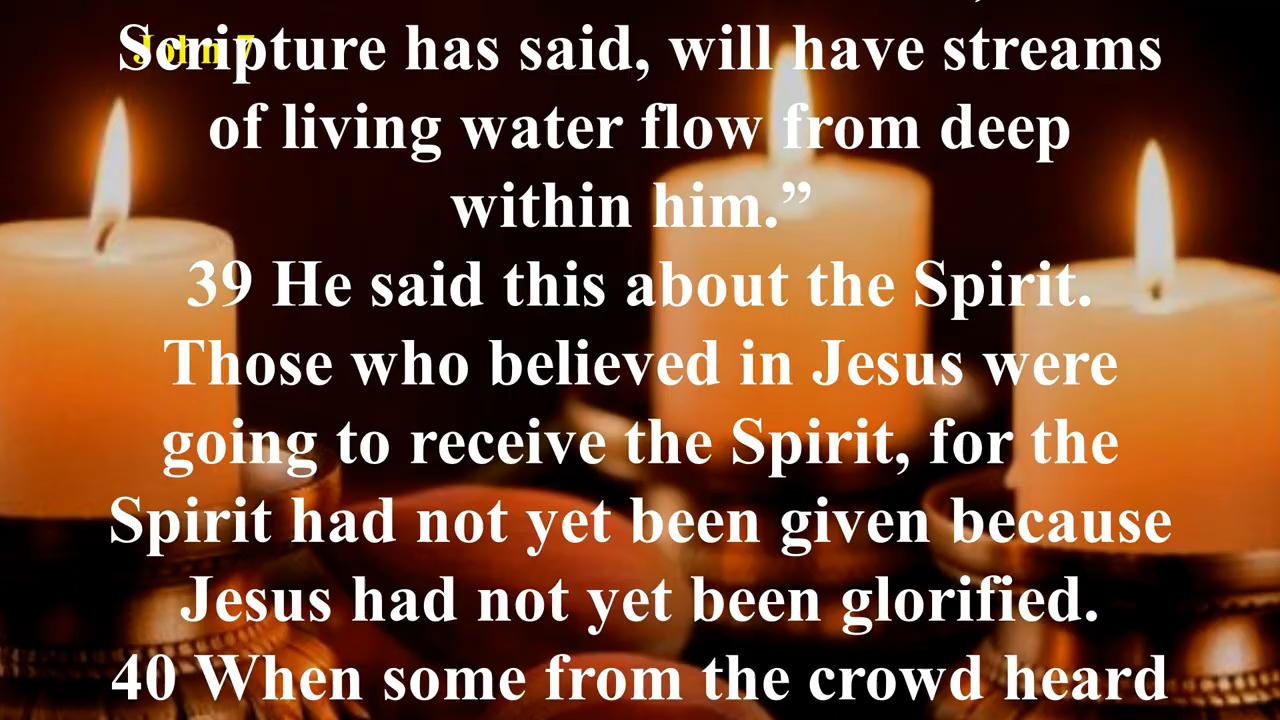 John 7
Scripture has said, will have streams
of living water flow from deep
within him.”
39 He said this about the Spirit.
Those who believed in Jesus were
going to receive the Spirit, for the
Spirit had not yet been given because
Jesus had not yet been glorified.
40 When some from the crowd heard